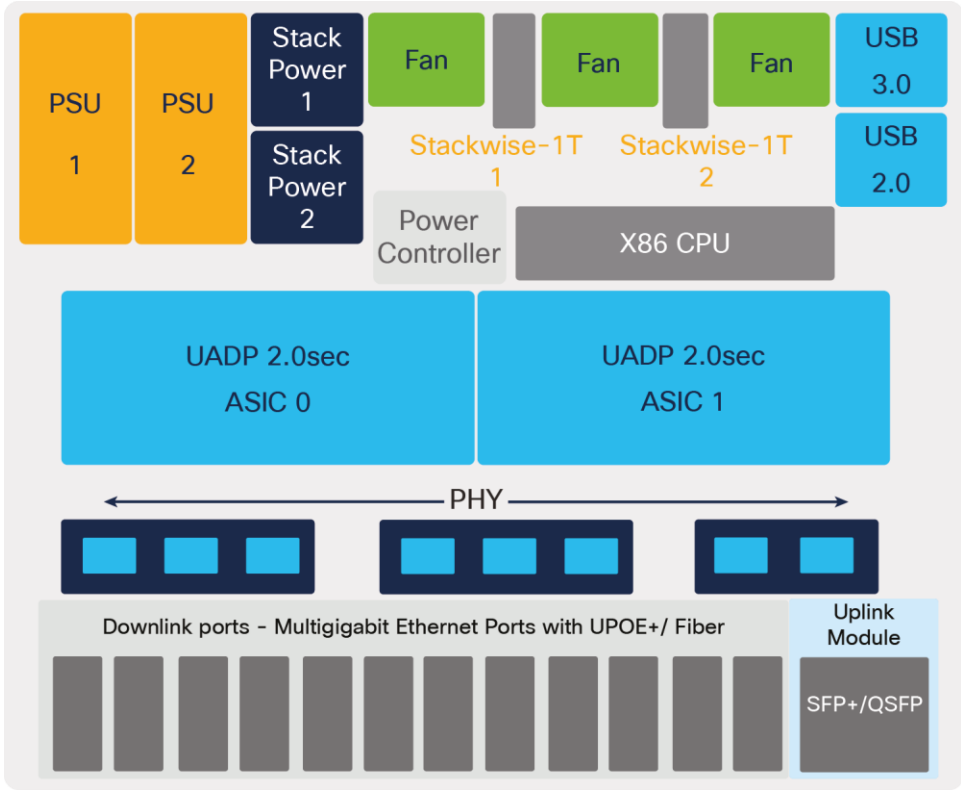 PSU
1
PSU
2
Stack
Power
1
Stack
Power
2
Fan
Fan
Fan
Stackwise-1T
1
Stackwise-1T
2
USB
3.0
USB
2.0
Power
Controller
X86 CPU
UADP 2.0sec
ASIC 0
UADP 2.0sec
ASIC 1
PHY
Downlink ports - Multigigabit Ethernet Ports with UPOE+/ Fiber
Uplink
Module
SFP+/QSFP